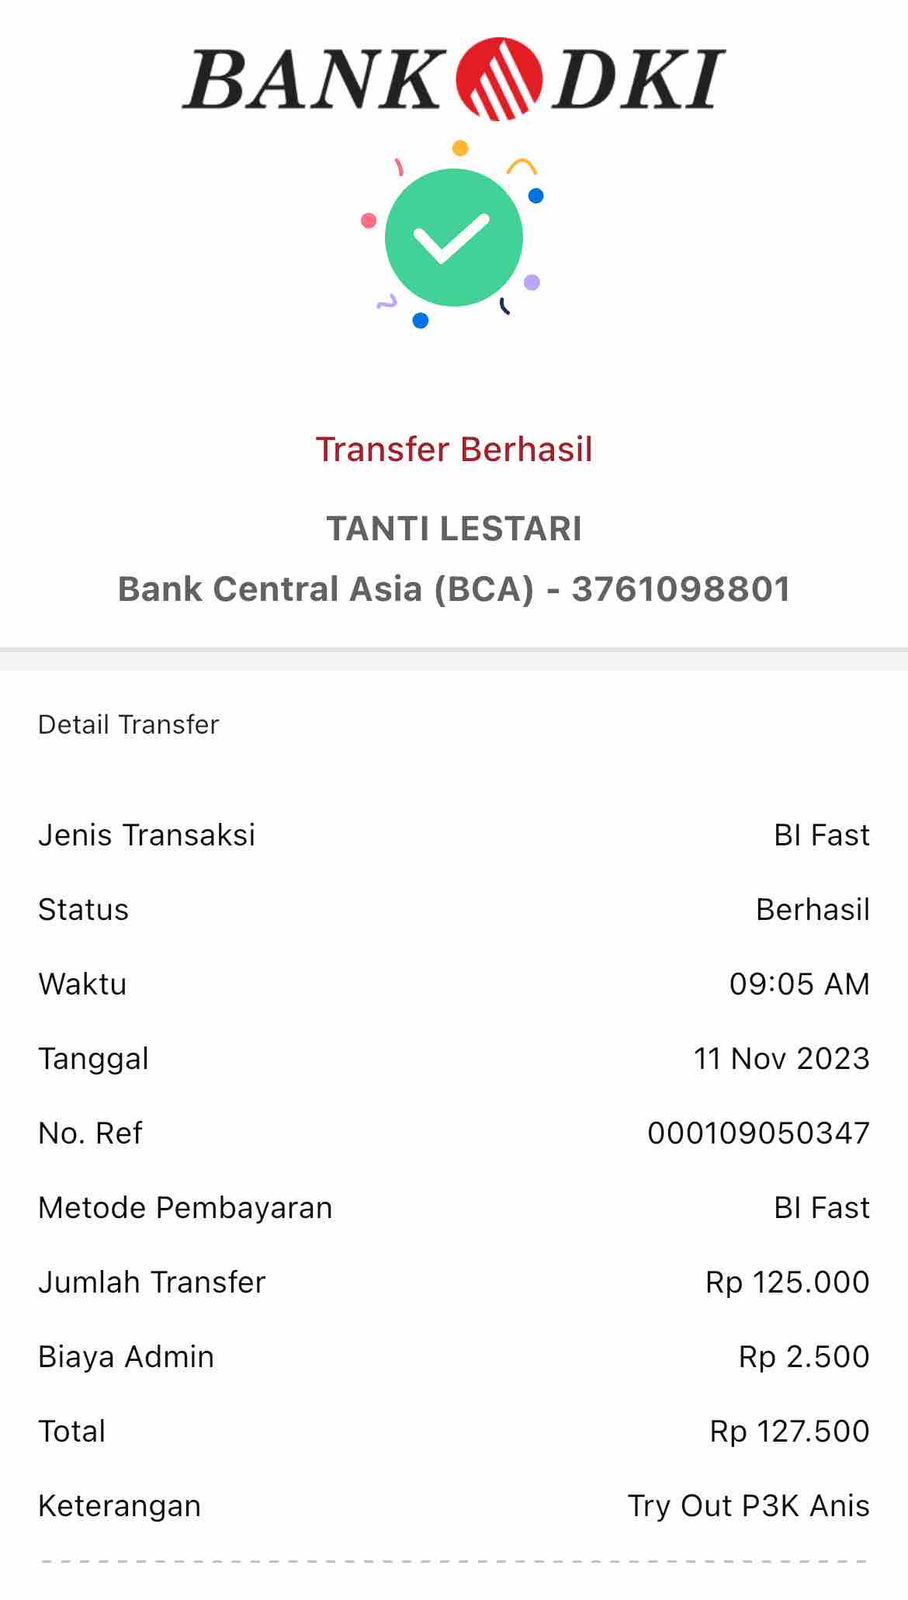 BANK DKI
Transfer Berhasil
TANTI LESTARI
Bank Central Asia (BCA) - 3761098801
Detail Transfer
Jenis Transaksi BI Fast
Status Berhasil
Waktu 09:05 AM
Tanggal 11 Nov 2023
No. Ref 000109050347
Metode Pembayaran BI Fast
Jumlah Transfer Rp 125.000
Biaya Admin Rp 2.500
Total Rp 127.500
Keterangan Try Out P3K Anis